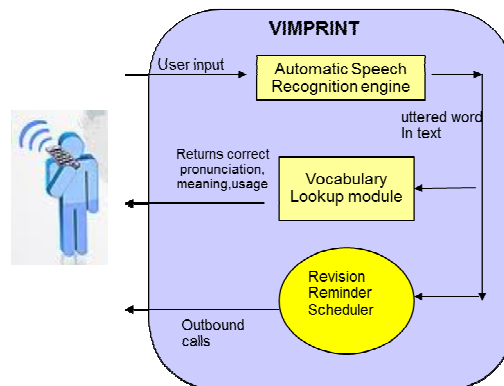 VIMPRINT
User input
Automatic Speech
Recognition engine
uttered word
In text
Returns correct
pronunciation,
meaning,usage
Vocabulary
Lookup module
Revision
Reminder
Scheduler
Outbound
calls